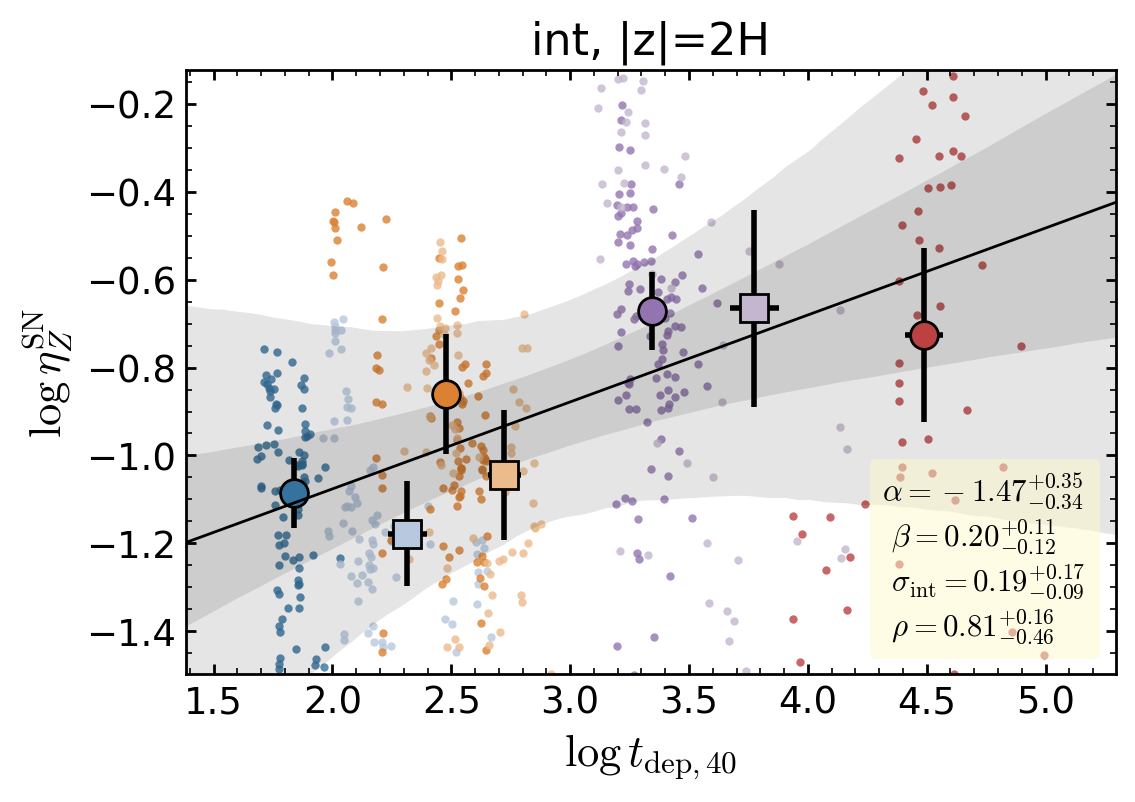 int, |z|=2H
−0.2
−0.4
−0.6
−0.8
−1.0
−1.2
−1.4
log η_Z^SN
α = − 1.47^{+0.35}_{−0.34}
β = 0.20^{+0.11}_{−0.12}
σ_int = 0.19^{+0.17}_{−0.09}
ρ = 0.81^{+0.16}_{−0.46}
1.5 2.0 2.5 3.0 3.5 4.0 4.5 5.0
log t_{dep, 40}